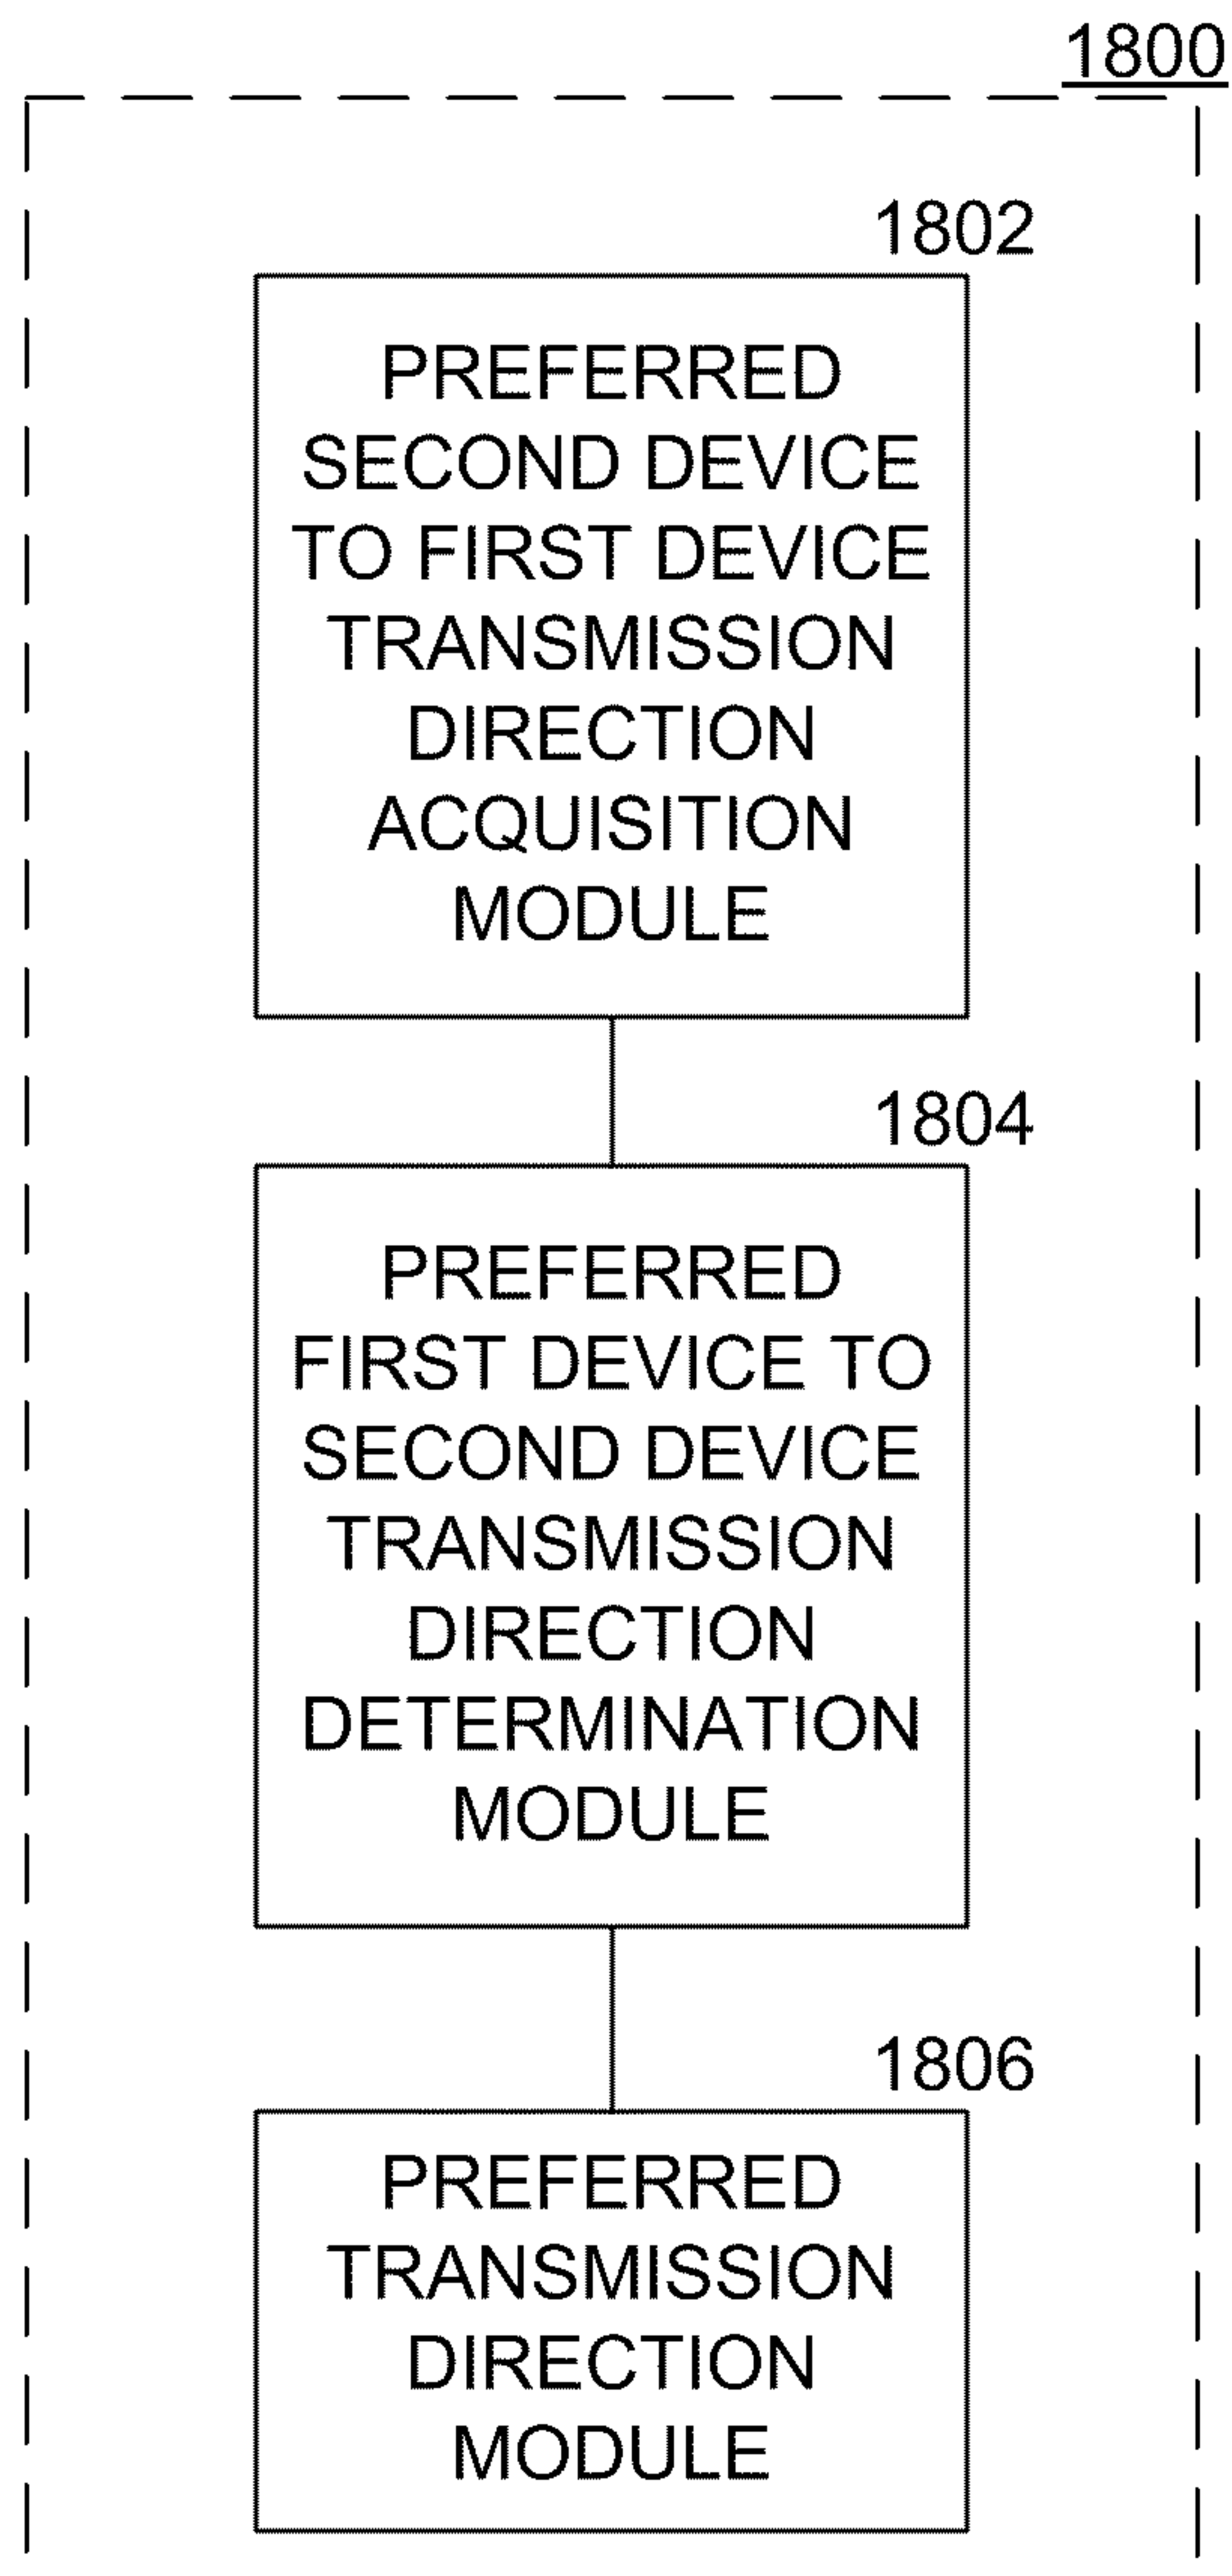 1800
1802
PREFERRED
SECOND DEVICE
TO FIRST DEVICE
TRANSMISSION
DIRECTION
ACQUISITION
MODULE
1804
PREFERRED
FIRST DEVICE TO
SECOND DEVICE
TRANSMISSION
DIRECTION
DETERMINATION
MODULE
1806
PREFERRED
TRANSMISSION
DIRECTION
MODULE